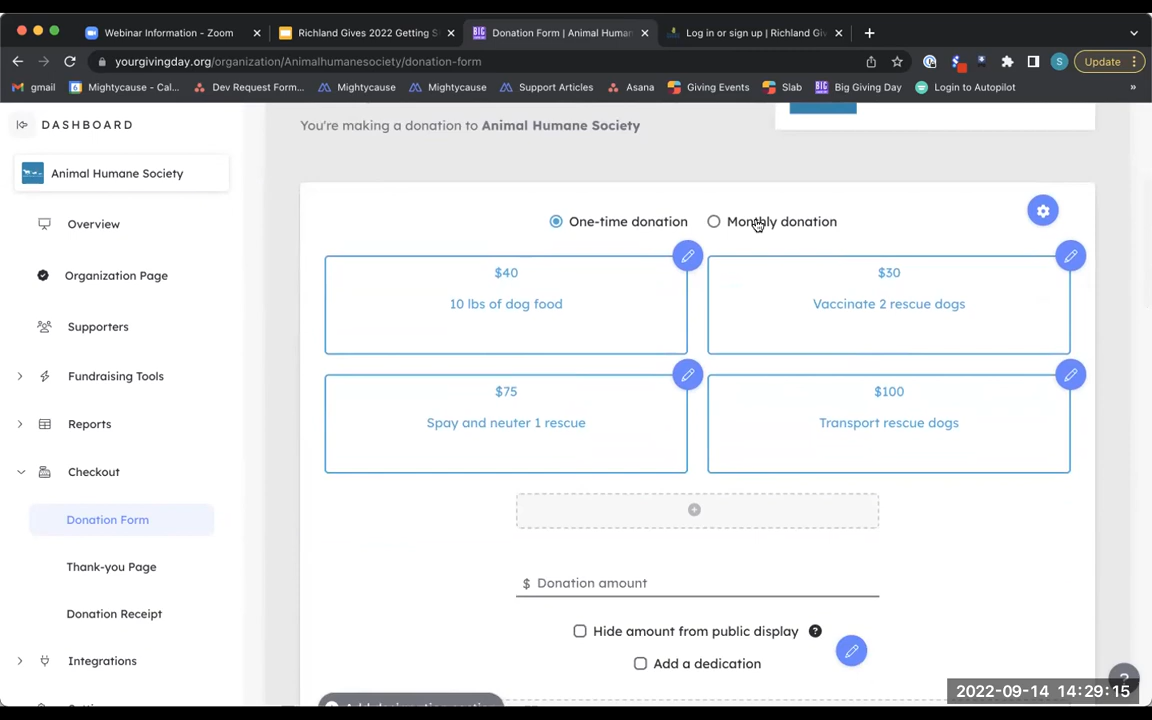 Webinar Information - Zoom
Richland Gives 2022 Getting S
Donation Form | Animal Human
Log in or sign up | Richland Giv
yourgivingday.org/organization/Animalhumanesociety/donation-form
S
Update
gmail
Mightycause - Cal...
Dev Request Form...
Mightycause
Mightycause
Support Articles
Asana
Giving Events
Slab
BIG
Big Giving Day
Login to Autopilot
»
DASHBOARD
You're making a donation to Animal Humane Society
Animal Humane Society
Overview
Organization Page
Supporters
Fundraising Tools
Reports
Checkout
Donation Form
Thank-you Page
Donation Receipt
Integrations
One-time donation
Monthly donation
$40
10 lbs of dog food
$30
Vaccinate 2 rescue dogs
$75
Spay and neuter 1 rescue
$100
Transport rescue dogs
+
$ Donation amount
Hide amount from public display ?
Add a dedication
?
2022-09-14 14:29:15